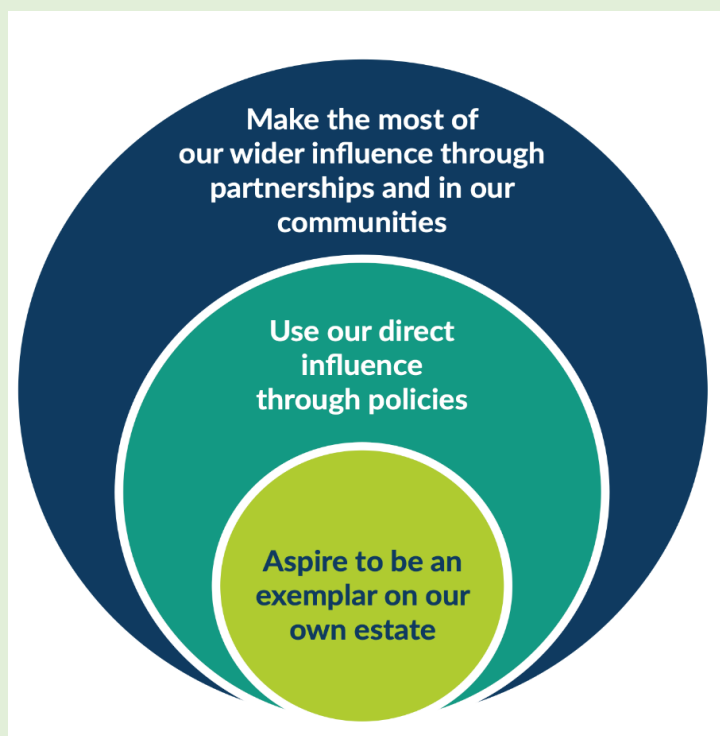 Make the most of
our wider influence through
partnerships and in our
communities
Use our direct
influence
through policies
Aspire to be an
exemplar on our
own estate